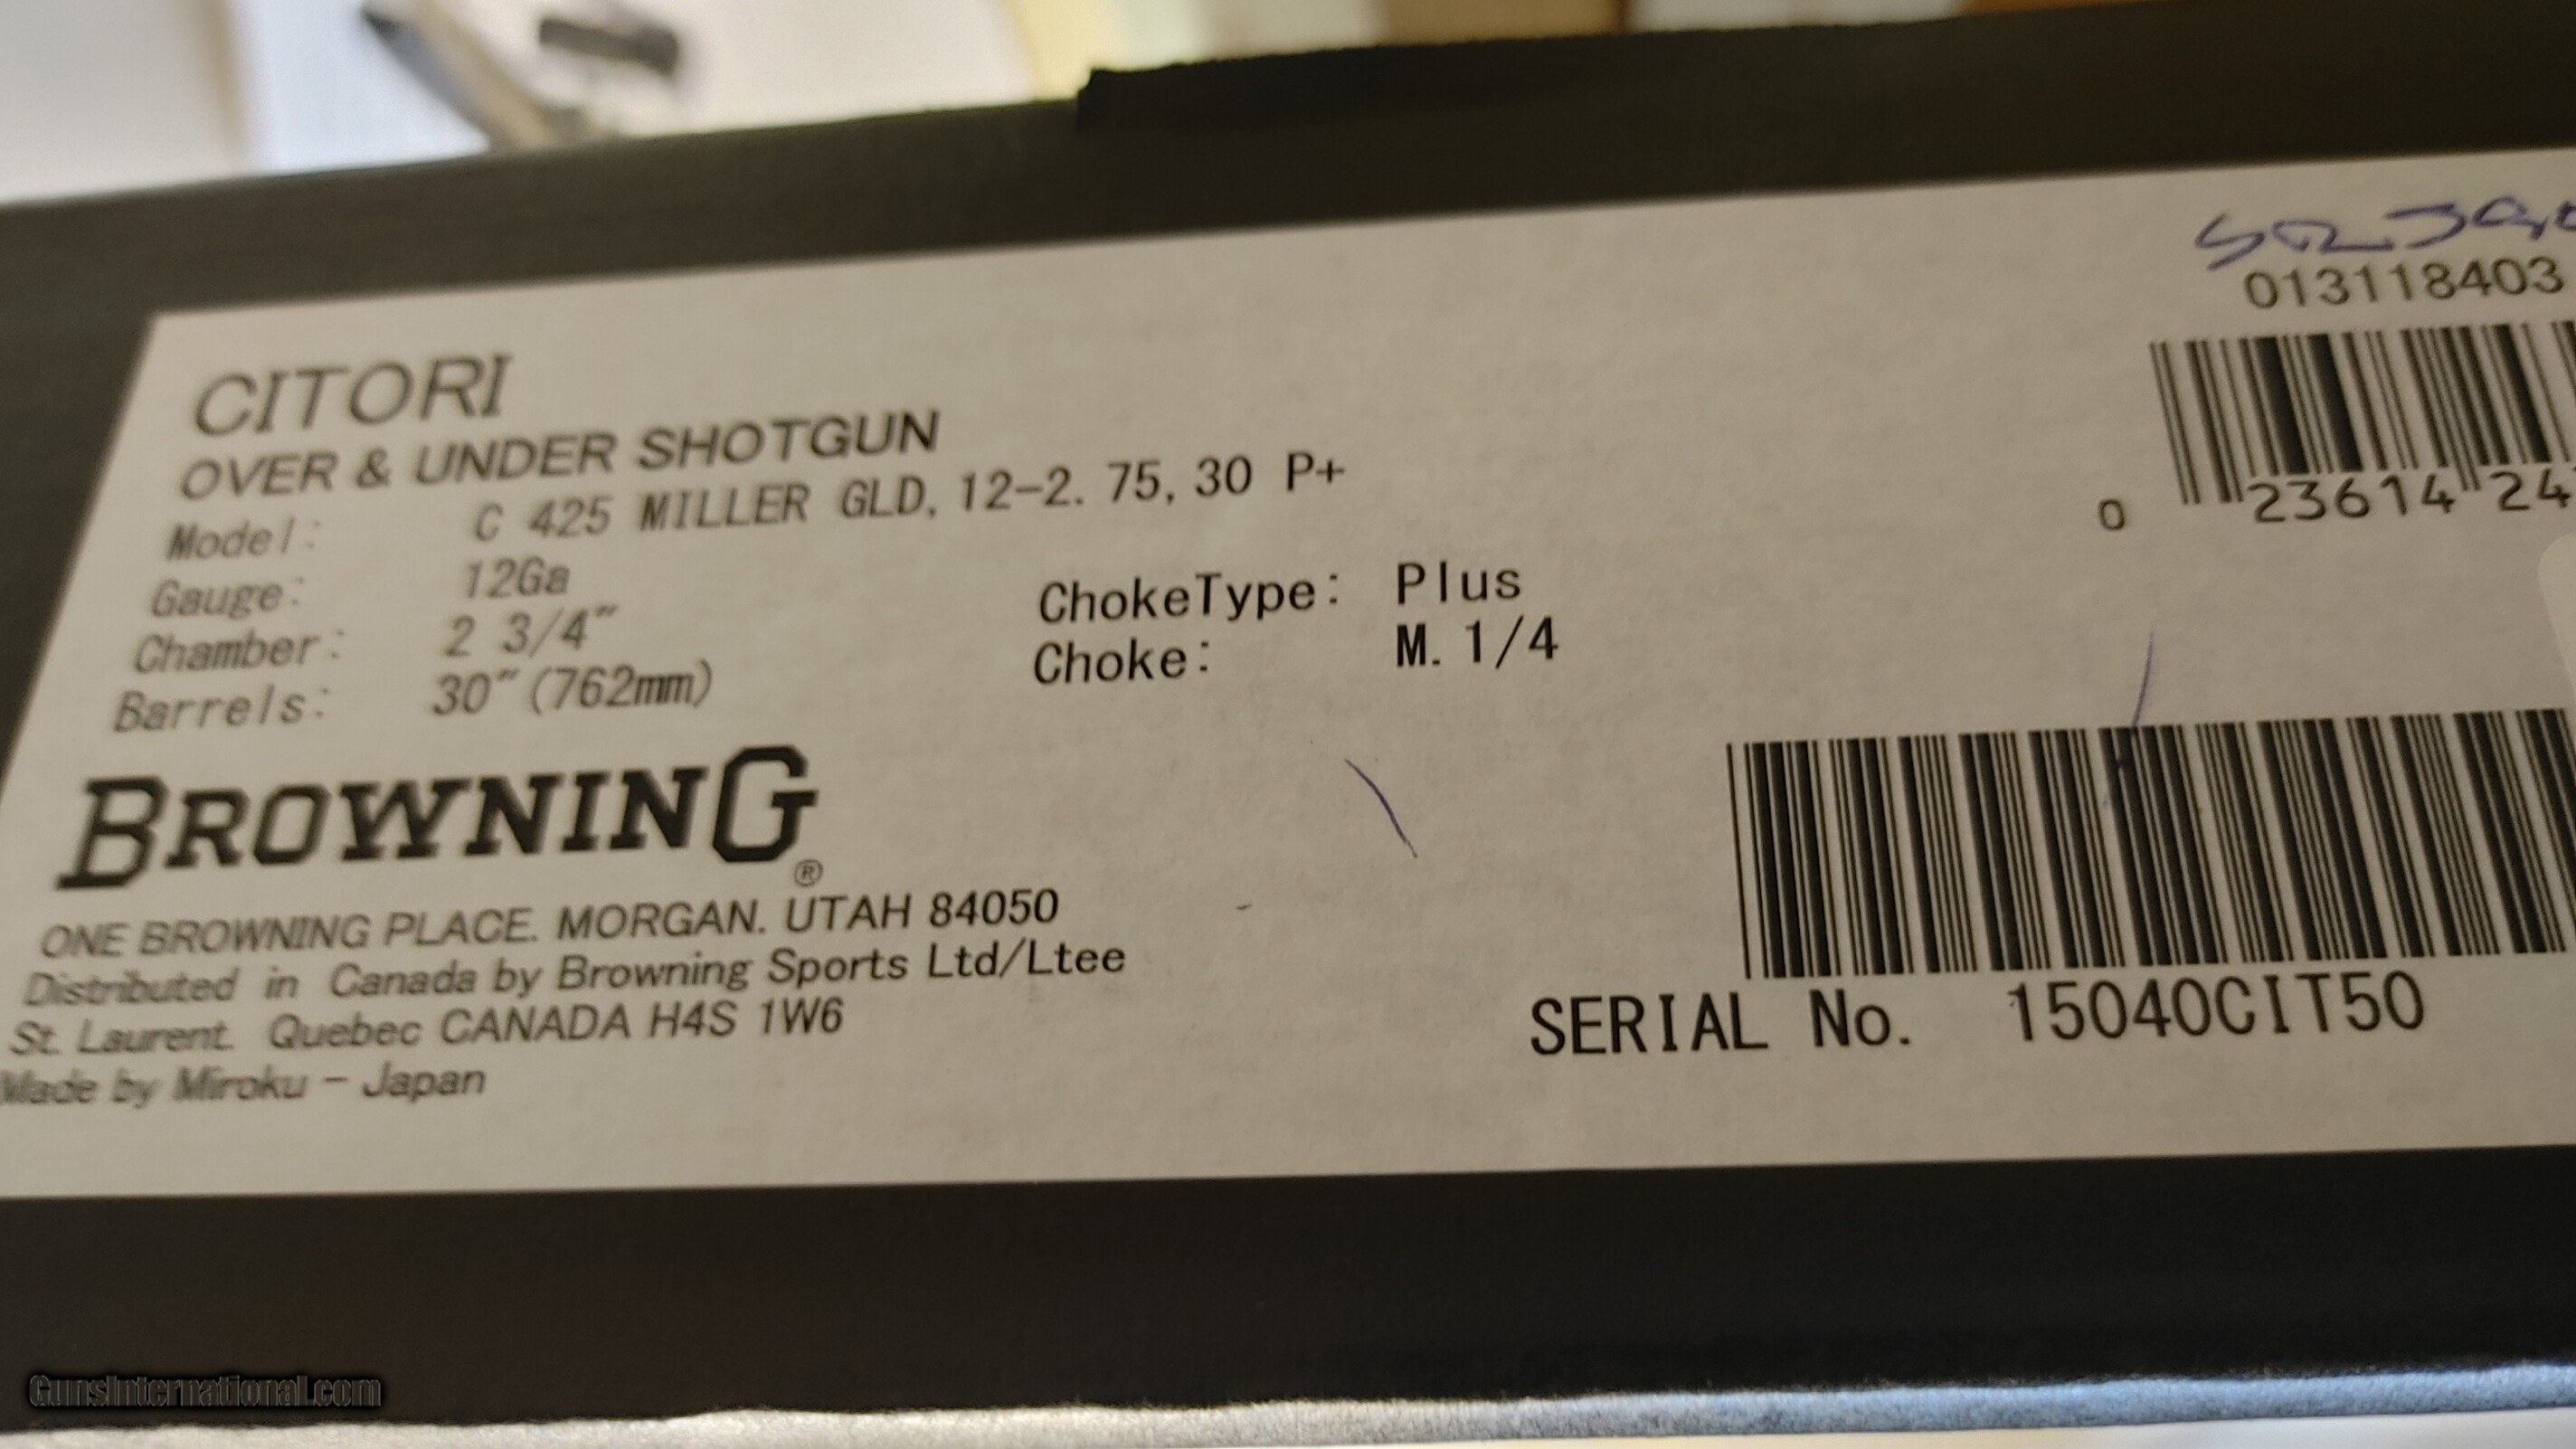 013118403
CITORI
OVER & UNDER SHOTGUN
Model: C 425 MILLER GLD, 12-2. 75, 30 P+
0 23614 24
Gauge: 12Ga
Chamber: 2 3/4" ChokeType: Plus
Barrels: 30"(762mm) Choke: M. 1/4
BROWNING®
ONE BROWNING PLACE. MORGAN. UTAH 84050
Distributed in Canada by Browning Sports Ltd/Ltee
St. Laurent. Quebec CANADA H4S 1W6
Made by Miroku - Japan
SERIAL No. 15040CIT50
GunsInternational.com